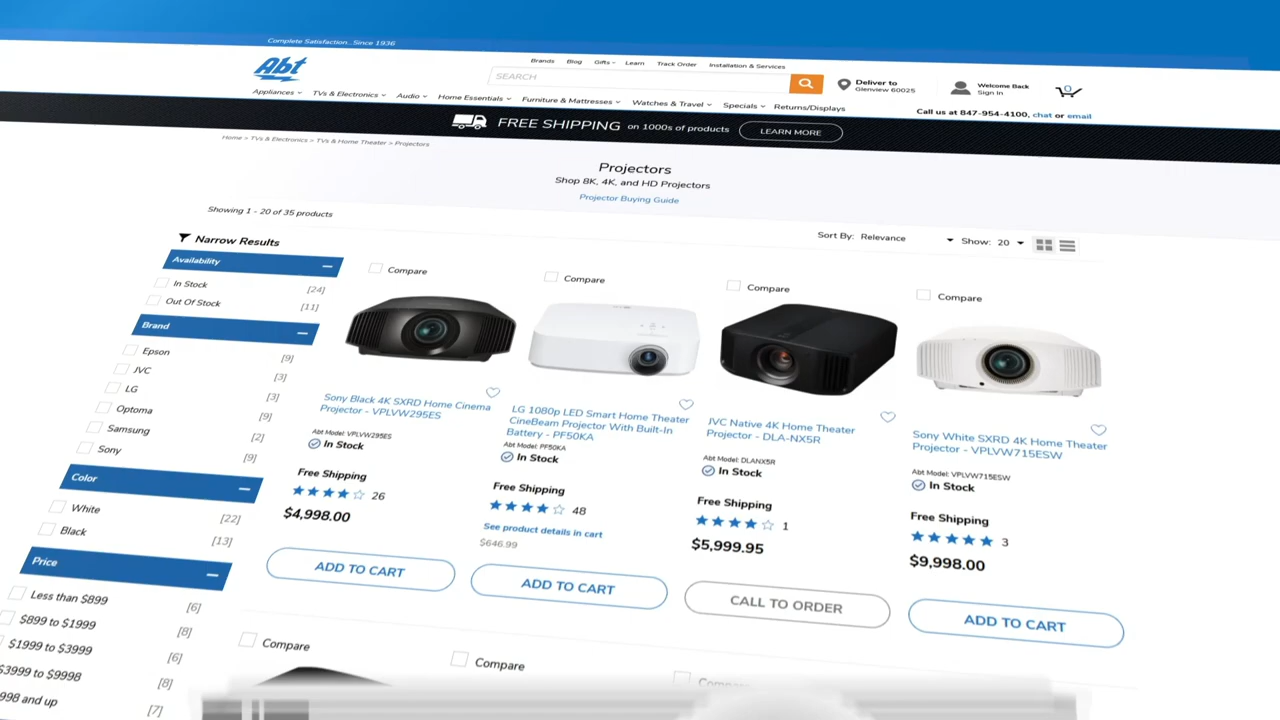 Complete Satisfaction...Since 1936
Abt
Brands Blog Gifts Learn Track Order Installation & Services
SEARCH
Deliver to
Glenview 60025
Welcome Back
Sign In
0
Appliances TVs & Electronics Audio Home Essentials Furniture & Mattresses Watches & Travel Specials Returns/Displays
Call us at 847-954-4100, chat or email
FREE SHIPPING on 1000s of products LEARN MORE
Home > TVs & Electronics > TVs & Home Theater > Projectors
Projectors
Shop 8K, 4K, and HD Projectors
Projector Buying Guide
Showing 1 - 20 of 35 products
Sort By: Relevance Show: 20
Narrow Results
Availability
In Stock [24]
Out Of Stock [11]
Brand
Epson [9]
JVC [3]
LG [3]
Optoma [9]
Samsung [2]
Sony [9]
Color
White [22]
Black [13]
Price
Less than $899 [6]
$899 to $1999 [8]
$1999 to $3999 [6]
$3999 to $9998 [8]
998 and up [7]
Compare
Sony Black 4K SXRD Home Cinema
Projector - VPLVW295ES
Abt Model: VPLVW295ES
In Stock
Free Shipping
26
$4,998.00
ADD TO CART
Compare
LG 1080p LED Smart Home Theater
CineBeam Projector With Built-In
Battery - PF50KA
Abt Model: PF50KA
In Stock
Free Shipping
48
See product details in cart
$646.99
ADD TO CART
Compare
JVC Native 4K Home Theater
Projector - DLA-NX5R
Abt Model: DLANX5R
In Stock
Free Shipping
1
$5,999.95
CALL TO ORDER
Compare
Sony White SXRD 4K Home Theater
Projector - VPLVW715ESW
Abt Model: VPLVW715ESW
In Stock
Free Shipping
3
$9,998.00
ADD TO CART
Compare
Compare
Compare